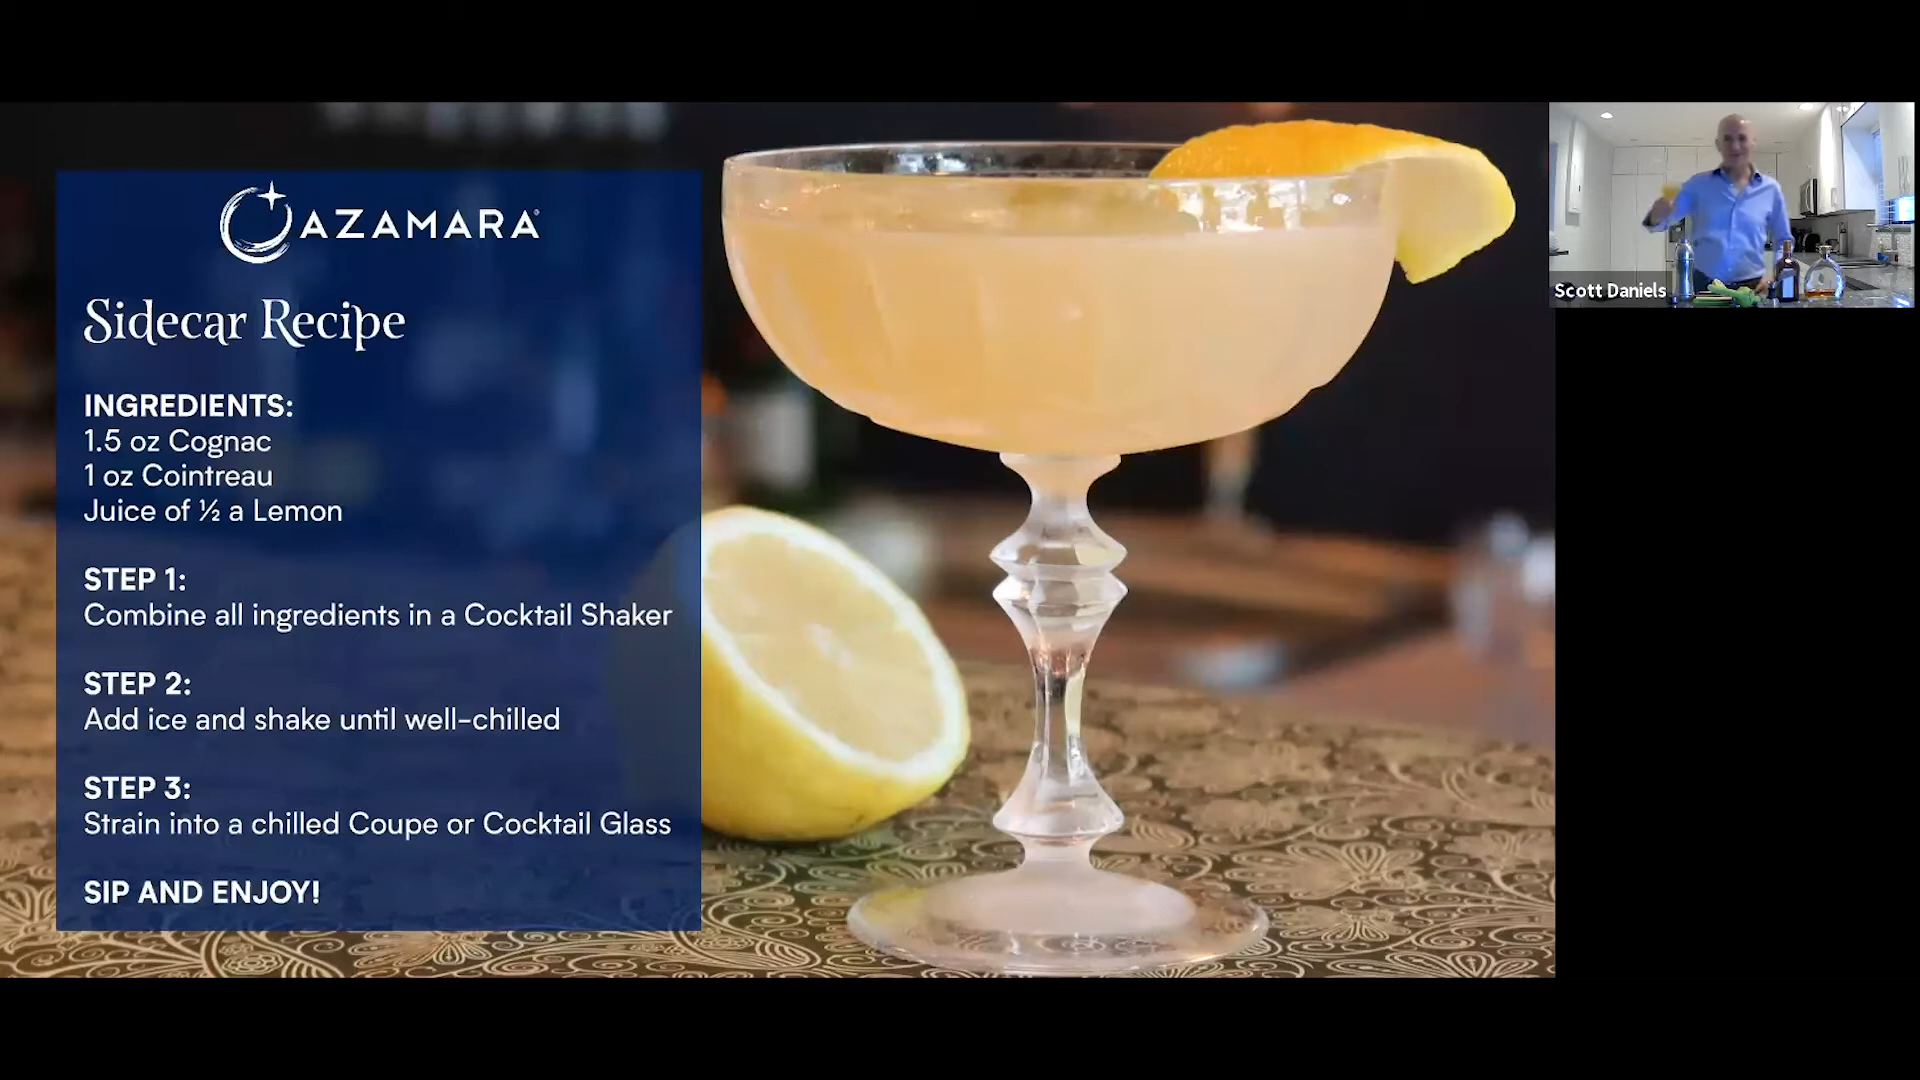 AZAMARA®
Sidecar Recipe
INGREDIENTS:
1.5 oz Cognac
1 oz Cointreau
Juice of ½ a Lemon
STEP 1:
Combine all ingredients in a Cocktail Shaker
STEP 2:
Add ice and shake until well-chilled
STEP 3:
Strain into a chilled Coupe or Cocktail Glass
SIP AND ENJOY!
Scott Daniels